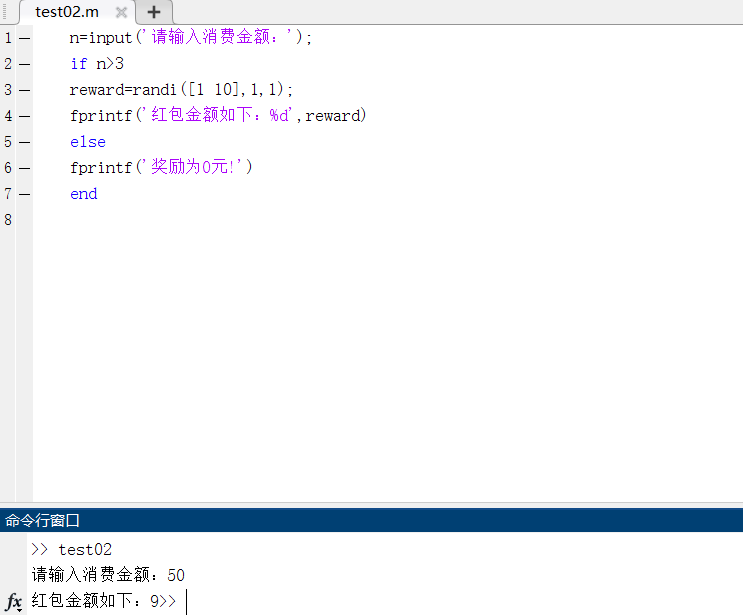 test02.m
1 n=input('请输入消费金额：');
2 if n>3
3 reward=randi([1 10],1,1);
4 fprintf('红包金额如下：%d',reward)
5 else
6 fprintf('奖励为0元!')
7 end
8
命令行窗口
>> test02
请输入消费金额：50
fx 红包金额如下：9>>